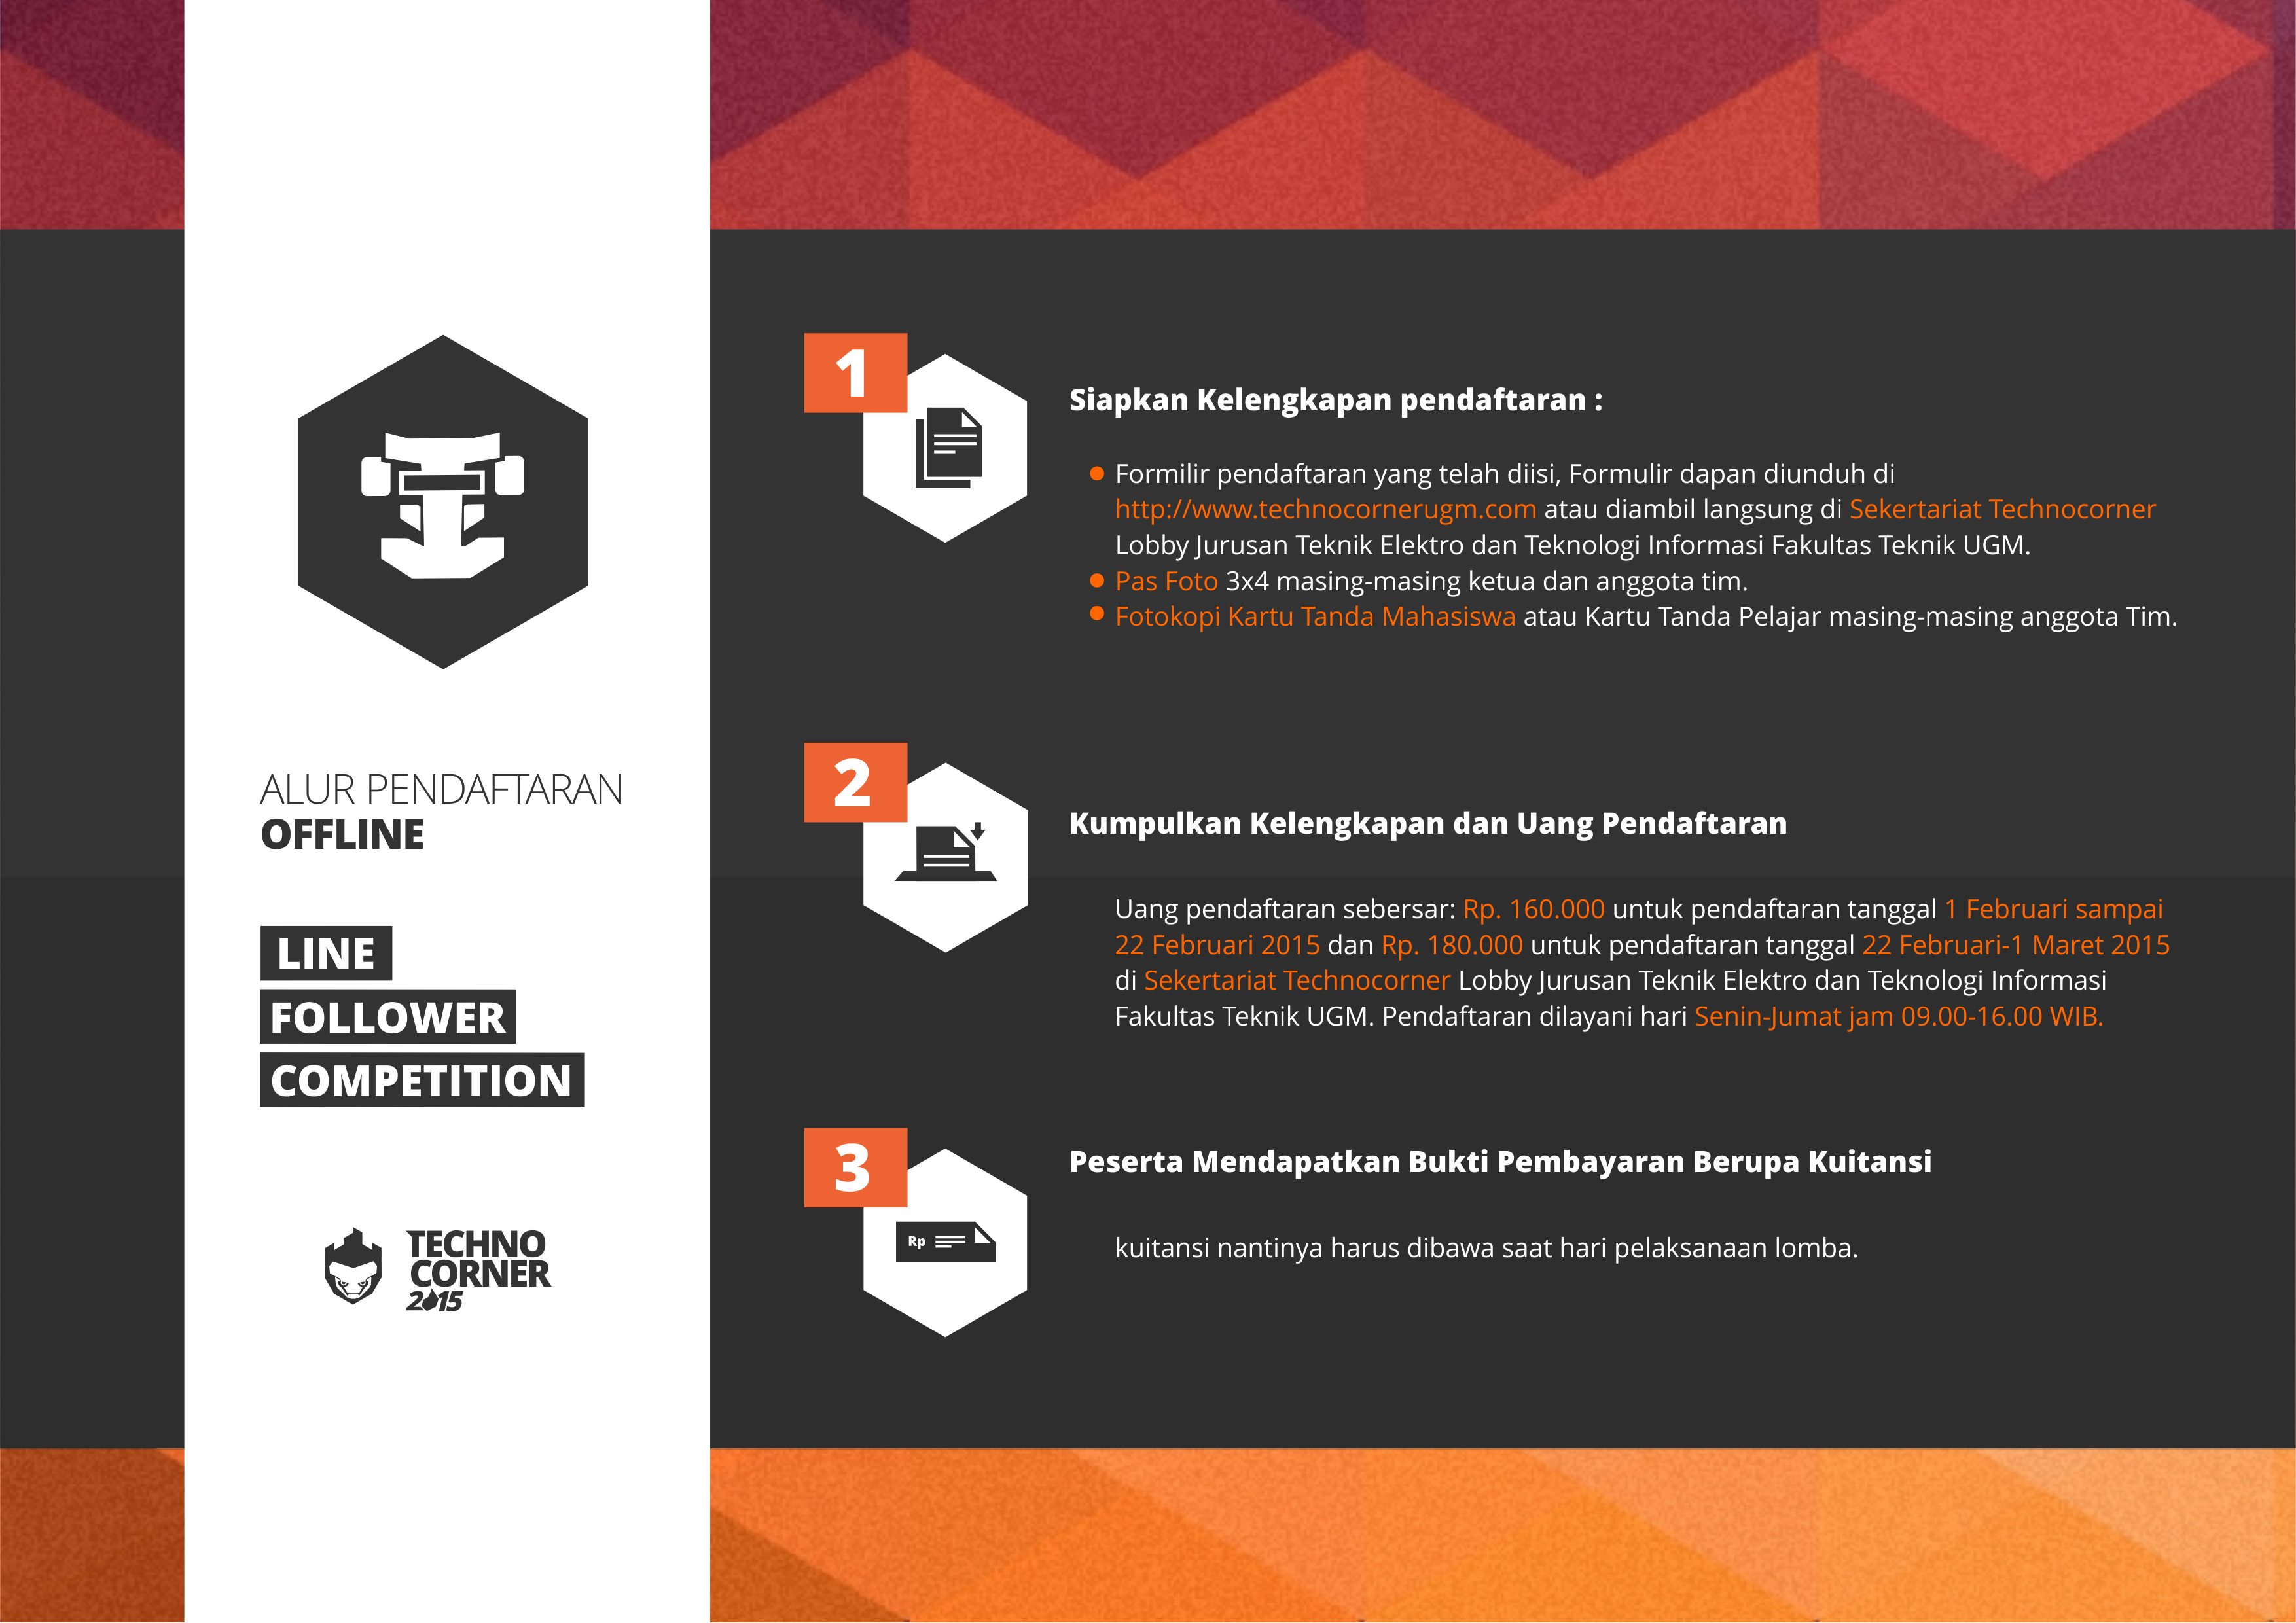 ALUR PENDAFTARAN
OFFLINE
LINE
FOLLOWER
COMPETITION
TECHNO
CORNER
2015
1
Siapkan Kelengkapan pendaftaran :
Formilir pendaftaran yang telah diisi, Formulir dapan diunduh di
http://www.technocornerugm.com atau diambil langsung di Sekertariat Technocorner
Lobby Jurusan Teknik Elektro dan Teknologi Informasi Fakultas Teknik UGM.
Pas Foto 3x4 masing-masing ketua dan anggota tim.
Fotokopi Kartu Tanda Mahasiswa atau Kartu Tanda Pelajar masing-masing anggota Tim.
2
Kumpulkan Kelengkapan dan Uang Pendaftaran
Uang pendaftaran sebersar: Rp. 160.000 untuk pendaftaran tanggal 1 Februari sampai
22 Februari 2015 dan Rp. 180.000 untuk pendaftaran tanggal 22 Februari-1 Maret 2015
di Sekertariat Technocorner Lobby Jurusan Teknik Elektro dan Teknologi Informasi
Fakultas Teknik UGM. Pendaftaran dilayani hari Senin-Jumat jam 09.00-16.00 WIB.
3
Rp
Peserta Mendapatkan Bukti Pembayaran Berupa Kuitansi
kuitansi nantinya harus dibawa saat hari pelaksanaan lomba.